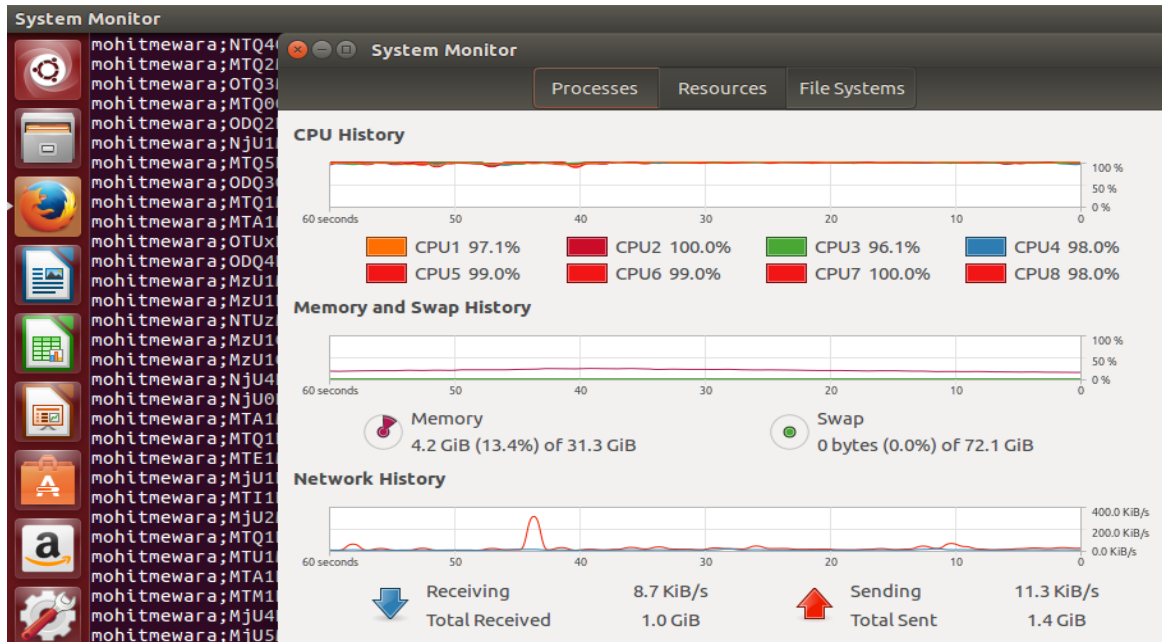 System Monitor
mohitmewara;NTQ4
mohitmewara;MTQ2
mohitmewara;OTQ3
mohitmewara;MTQ0
mohitmewara;ODQ2
mohitmewara;NjU1
mohitmewara;MTQ5
mohitmewara;ODQ3
mohitmewara;MTQ1
mohitmewara;MTA1
mohitmewara;OTUx
mohitmewara;ODQ4
mohitmewara;MzU1
mohitmewara;MzU1
mohitmewara;NTUz
mohitmewara;MzU1
mohitmewara;MzU1
mohitmewara;NjU4
mohitmewara;NjU0
mohitmewara;MTA1
mohitmewara;MTQ1
mohitmewara;MTE1
mohitmewara;MjU1
mohitmewara;MTI1
mohitmewara;MjU2
mohitmewara;MTQ1
mohitmewara;MTU1
mohitmewara;MTA1
mohitmewara;MTM1
mohitmewara;MjU4
mohitmewara;MjU5
System Monitor
Processes Resources File Systems
CPU History
100 %
50 %
0 %
60 seconds 50 40 30 20 10 0
CPU1 97.1% CPU2 100.0% CPU3 96.1% CPU4 98.0%
CPU5 99.0% CPU6 99.0% CPU7 100.0% CPU8 98.0%
Memory and Swap History
100 %
50 %
0 %
60 seconds 50 40 30 20 10 0
Memory Swap
4.2 GiB (13.4%) of 31.3 GiB 0 bytes (0.0%) of 72.1 GiB
Network History
400.0 KiB/s
200.0 KiB/s
0.0 KiB/s
60 seconds 50 40 30 20 10 0
Receiving 8.7 KiB/s Sending 11.3 KiB/s
Total Received 1.0 GiB Total Sent 1.4 GiB